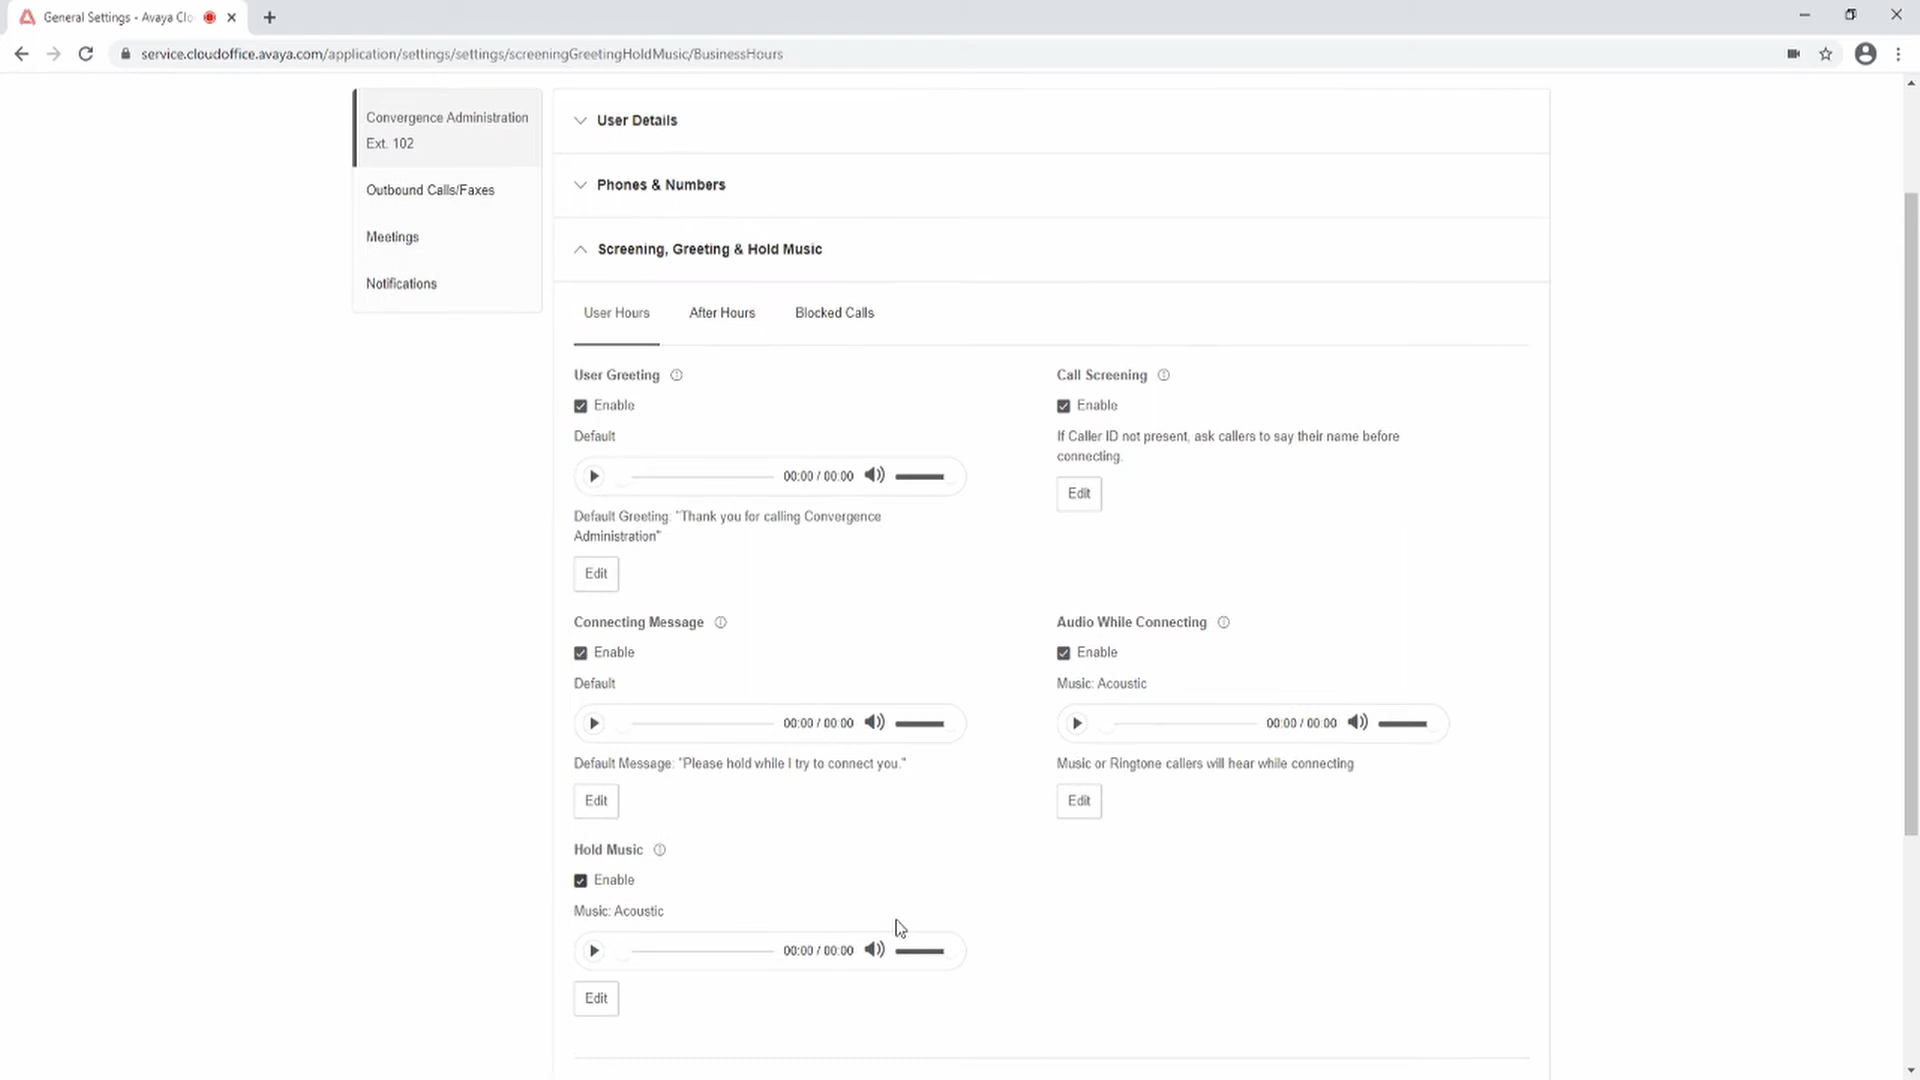 General Settings - Avaya Clo
service.cloudoffice.avaya.com/application/settings/settings/screeningGreetingHoldMusic/BusinessHours
Convergence Administration
Ext. 102
Outbound Calls/Faxes
Meetings
Notifications
User Details
Phones & Numbers
Screening, Greeting & Hold Music
User Hours After Hours Blocked Calls
User Greeting
Enable
Default
00:00 / 00:00
Default Greeting: "Thank you for calling Convergence
Administration"
Edit
Call Screening
Enable
If Caller ID not present, ask callers to say their name before
connecting.
Edit
Connecting Message
Enable
Default
00:00 / 00:00
Default Message: "Please hold while I try to connect you."
Edit
Audio While Connecting
Enable
Music: Acoustic
00:00 / 00:00
Music or Ringtone callers will hear while connecting
Edit
Hold Music
Enable
Music: Acoustic
00:00 / 00:00
Edit